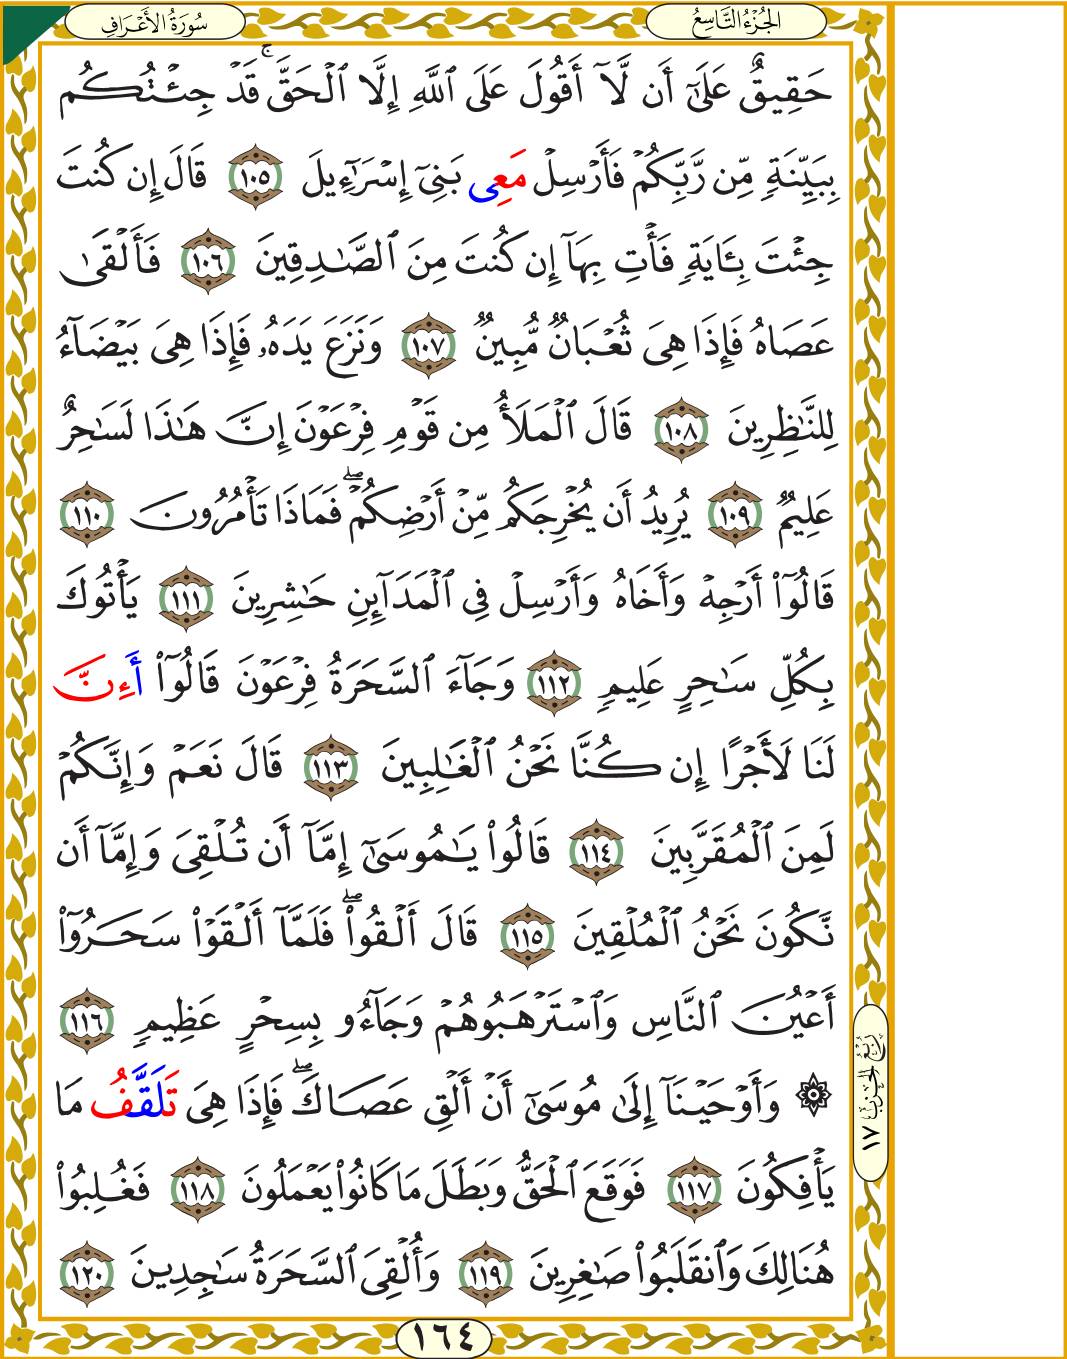 الجُزْءُ التَّاسِعُ
سُورَةُ الأَعْرَافِ
حَقِيقٌ عَلَىٰٓ أَن لَّآ أَقُولَ عَلَى ٱللَّهِ إِلَّا ٱلْحَقَّۚ قَدْ جِئْتُكُم
بِبَيِّنَةٍ مِّن رَّبِّكُمْ فَأَرْسِلْ مَعِى بَنِىٓ إِسْرَٰٓءِيلَ ١٠٥ قَالَ إِن كُنتَ
جِئْتَ بِـَٔايَةٍ فَأْتِ بِهَآ إِن كُنتَ مِنَ ٱلصَّٰدِقِينَ ١٠٦ فَأَلْقَىٰ
عَصَاهُ فَإِذَا هِىَ ثُعْبَانٌ مُّبِينٌ ١٠٧ وَنَزَعَ يَدَهُۥ فَإِذَا هِىَ بَيْضَآءُ
لِلنَّٰظِرِينَ ١٠٨ قَالَ ٱلْمَلَأُ مِن قَوْمِ فِرْعَوْنَ إِنَّ هَٰذَا لَسَٰحِرٌ
عَلِيمٌ ١٠٩ يُرِيدُ أَن يُخْرِجَكُم مِّنْ أَرْضِكُمْۖ فَمَاذَا تَأْمُرُونَ ١١٠
قَالُوٓا۟ أَرْجِهْ وَأَخَاهُ وَأَرْسِلْ فِى ٱلْمَدَآئِنِ حَٰشِرِينَ ١١١ يَأْتُوكَ
بِكُلِّ سَٰحِرٍ عَلِيمٍ ١١٢ وَجَآءَ ٱلسَّحَرَةُ فِرْعَوْنَ قَالُوٓا۟ أَءِنَّ
لَنَا لَأَجْرًا إِن كُنَّا نَحْنُ ٱلْغَٰلِبِينَ ١١٣ قَالَ نَعَمْ وَإِنَّكُمْ
لَمِنَ ٱلْمُقَرَّبِينَ ١١٤ قَالُوا۟ يَٰمُوسَىٰٓ إِمَّآ أَن تُلْقِىَ وَإِمَّآ أَن
نَّكُونَ نَحْنُ ٱلْمُلْقِينَ ١١٥ قَالَ أَلْقُوا۟ۖ فَلَمَّآ أَلْقَوْا۟ سَحَرُوٓا۟
أَعْيُنَ ٱلنَّاسِ وَٱسْتَرْهَبُوهُمْ وَجَآءُو بِسِحْرٍ عَظِيمٍ ١١٦
۞ وَأَوْحَيْنَآ إِلَىٰ مُوسَىٰٓ أَنْ أَلْقِ عَصَاكَۖ فَإِذَا هِىَ تَلَقَّفُ مَا
يَأْفِكُونَ ١١٧ فَوَقَعَ ٱلْحَقُّ وَبَطَلَ مَا كَانُوا۟ يَعْمَلُونَ ١١٨ فَغُلِبُوا۟
هُنَالِكَ وَٱنقَلَبُوا۟ صَٰغِرِينَ ١١٩ وَأُلْقِىَ ٱلسَّحَرَةُ سَٰجِدِينَ ١٢٠
رُبْعُ الحِزْبِ ١٧
١٦٤